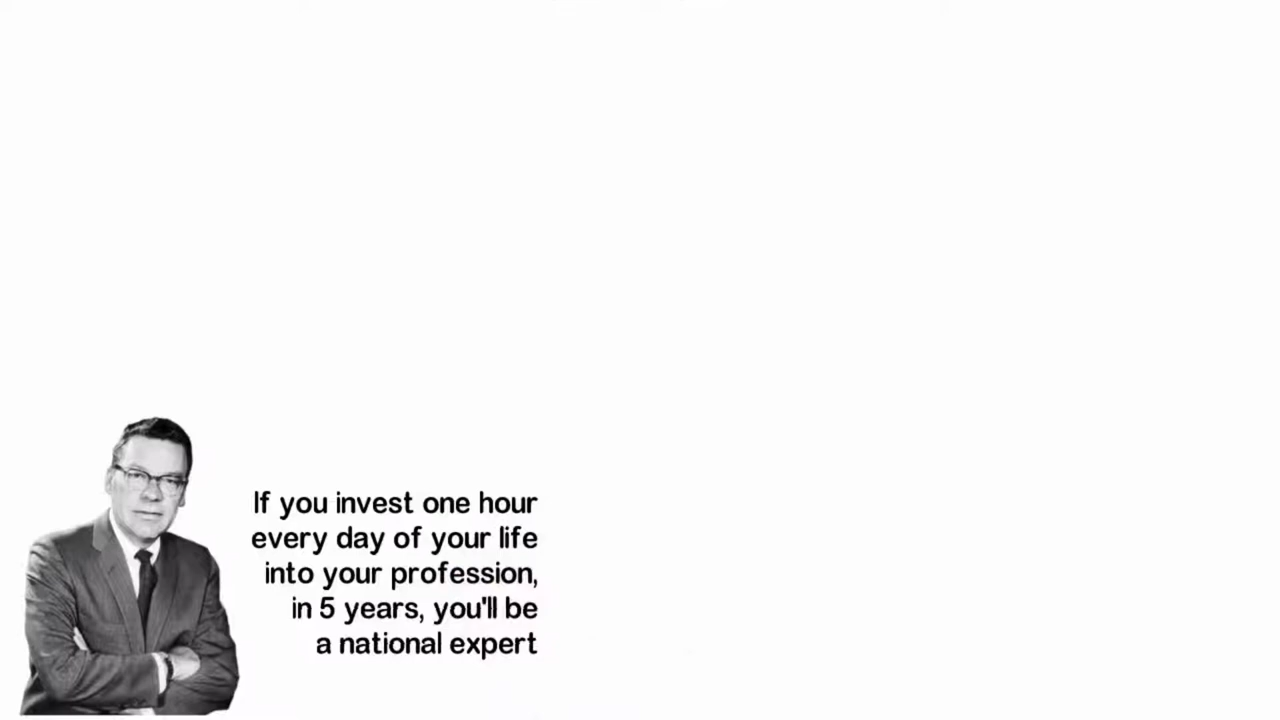 If you invest one hour
every day of your life
into your profession,
in 5 years, you'll be
a national expert